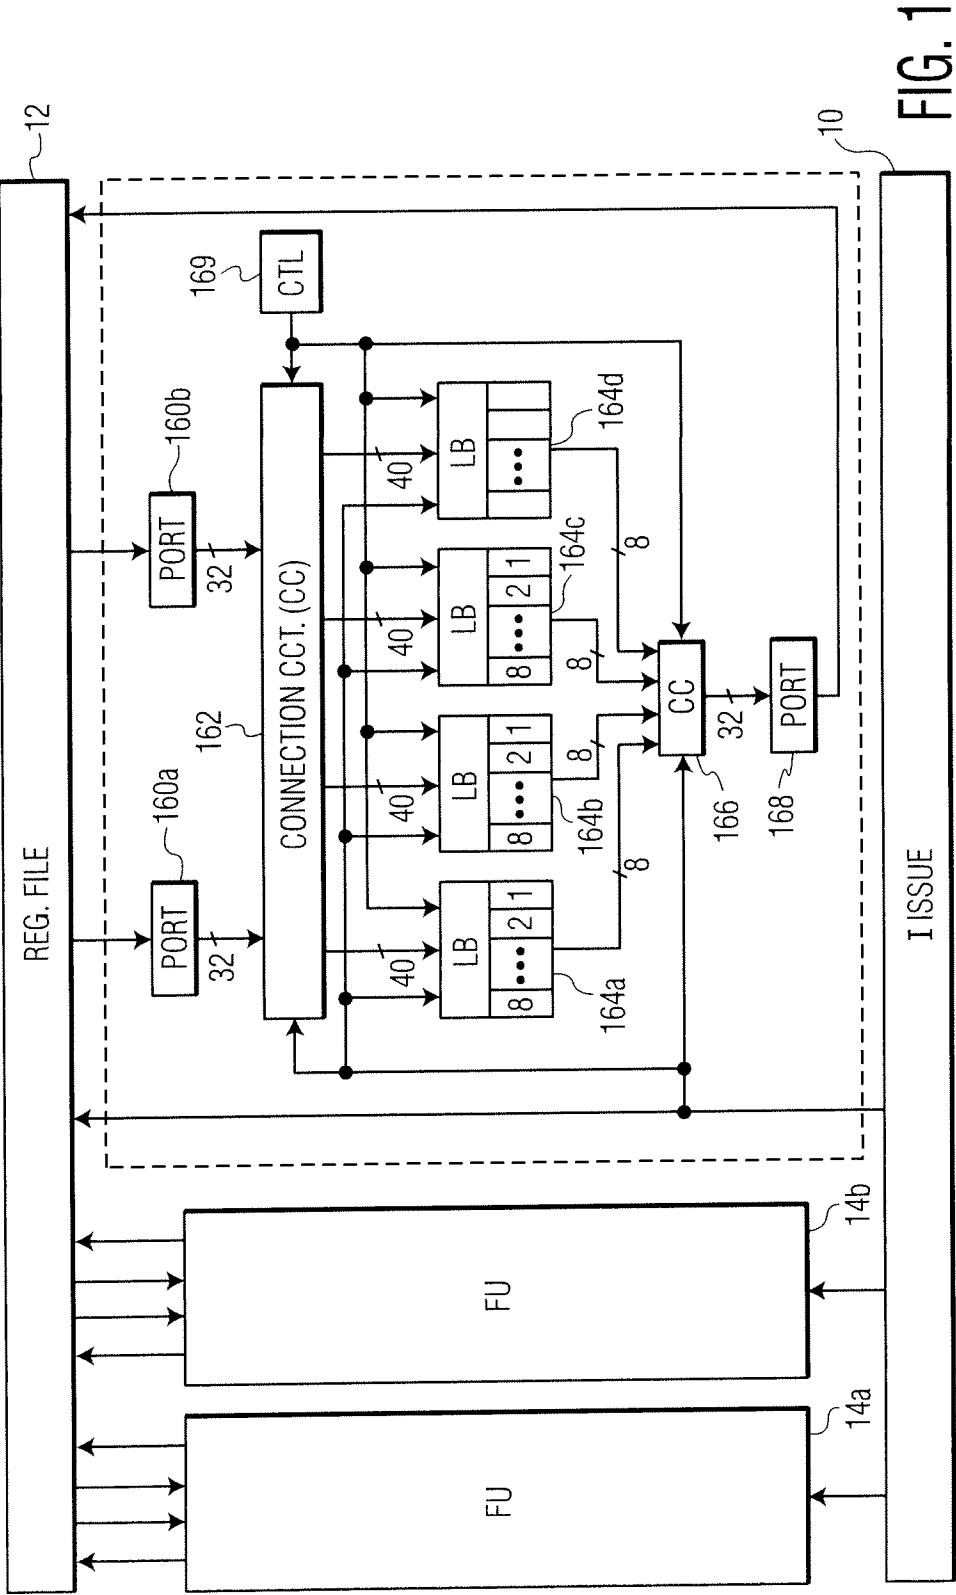 REG. FILE
12
160a
160b
PORT
PORT
32
32
162
169
CONNECTION CCT. (CC)
CTL
40
40
40
40
LB
LB
LB
LB
8
2
1
8
2
1
8
2
1
164a
164b
164c
164d
8
8
8
8
166
CC
32
168
PORT
FU
FU
14a
14b
I ISSUE
10
FIG. 1